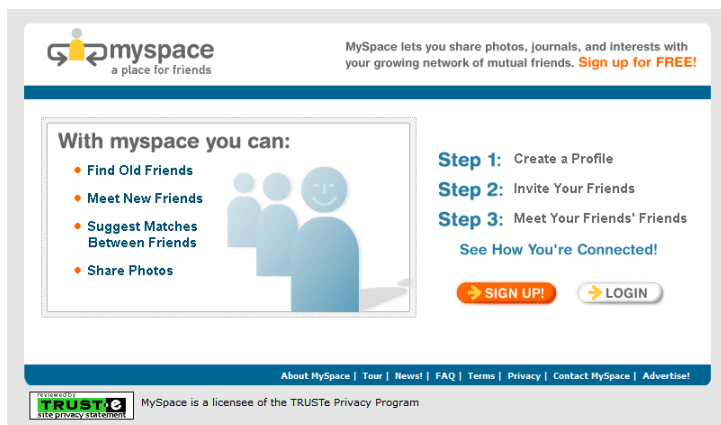 myspace
a place for friends
MySpace lets you share photos, journals, and interests with
your growing network of mutual friends. Sign up for FREE!
With myspace you can:
Find Old Friends
Meet New Friends
Suggest Matches
Between Friends
Share Photos
Step 1: Create a Profile
Step 2: Invite Your Friends
Step 3: Meet Your Friends' Friends
See How You're Connected!
SIGN UP!
LOGIN
About MySpace | Tour | News! | FAQ | Terms | Privacy | Contact MySpace | Advertise!
reviewed by
TRUST-e
site privacy statement
MySpace is a licensee of the TRUSTe Privacy Program